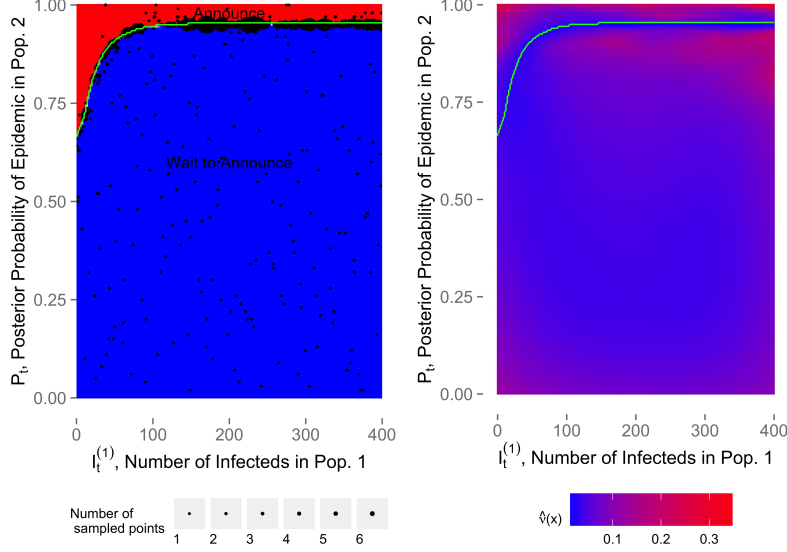 P_t, Posterior Probability of Epidemic in Pop. 2
1.00
0.75
0.50
0.25
0.00
Announce
Wait to Announce
0 100 200 300 400
I_t^(1), Number of Infecteds in Pop. 1
Number of
sampled points
1 2 3 4 5 6
P_t, Posterior Probability of Epidemic in Pop. 2
1.00
0.75
0.50
0.25
0.00
0 100 200 300 400
I_t^(1), Number of Infecteds in Pop. 1
v̂(x)
0.1 0.2 0.3